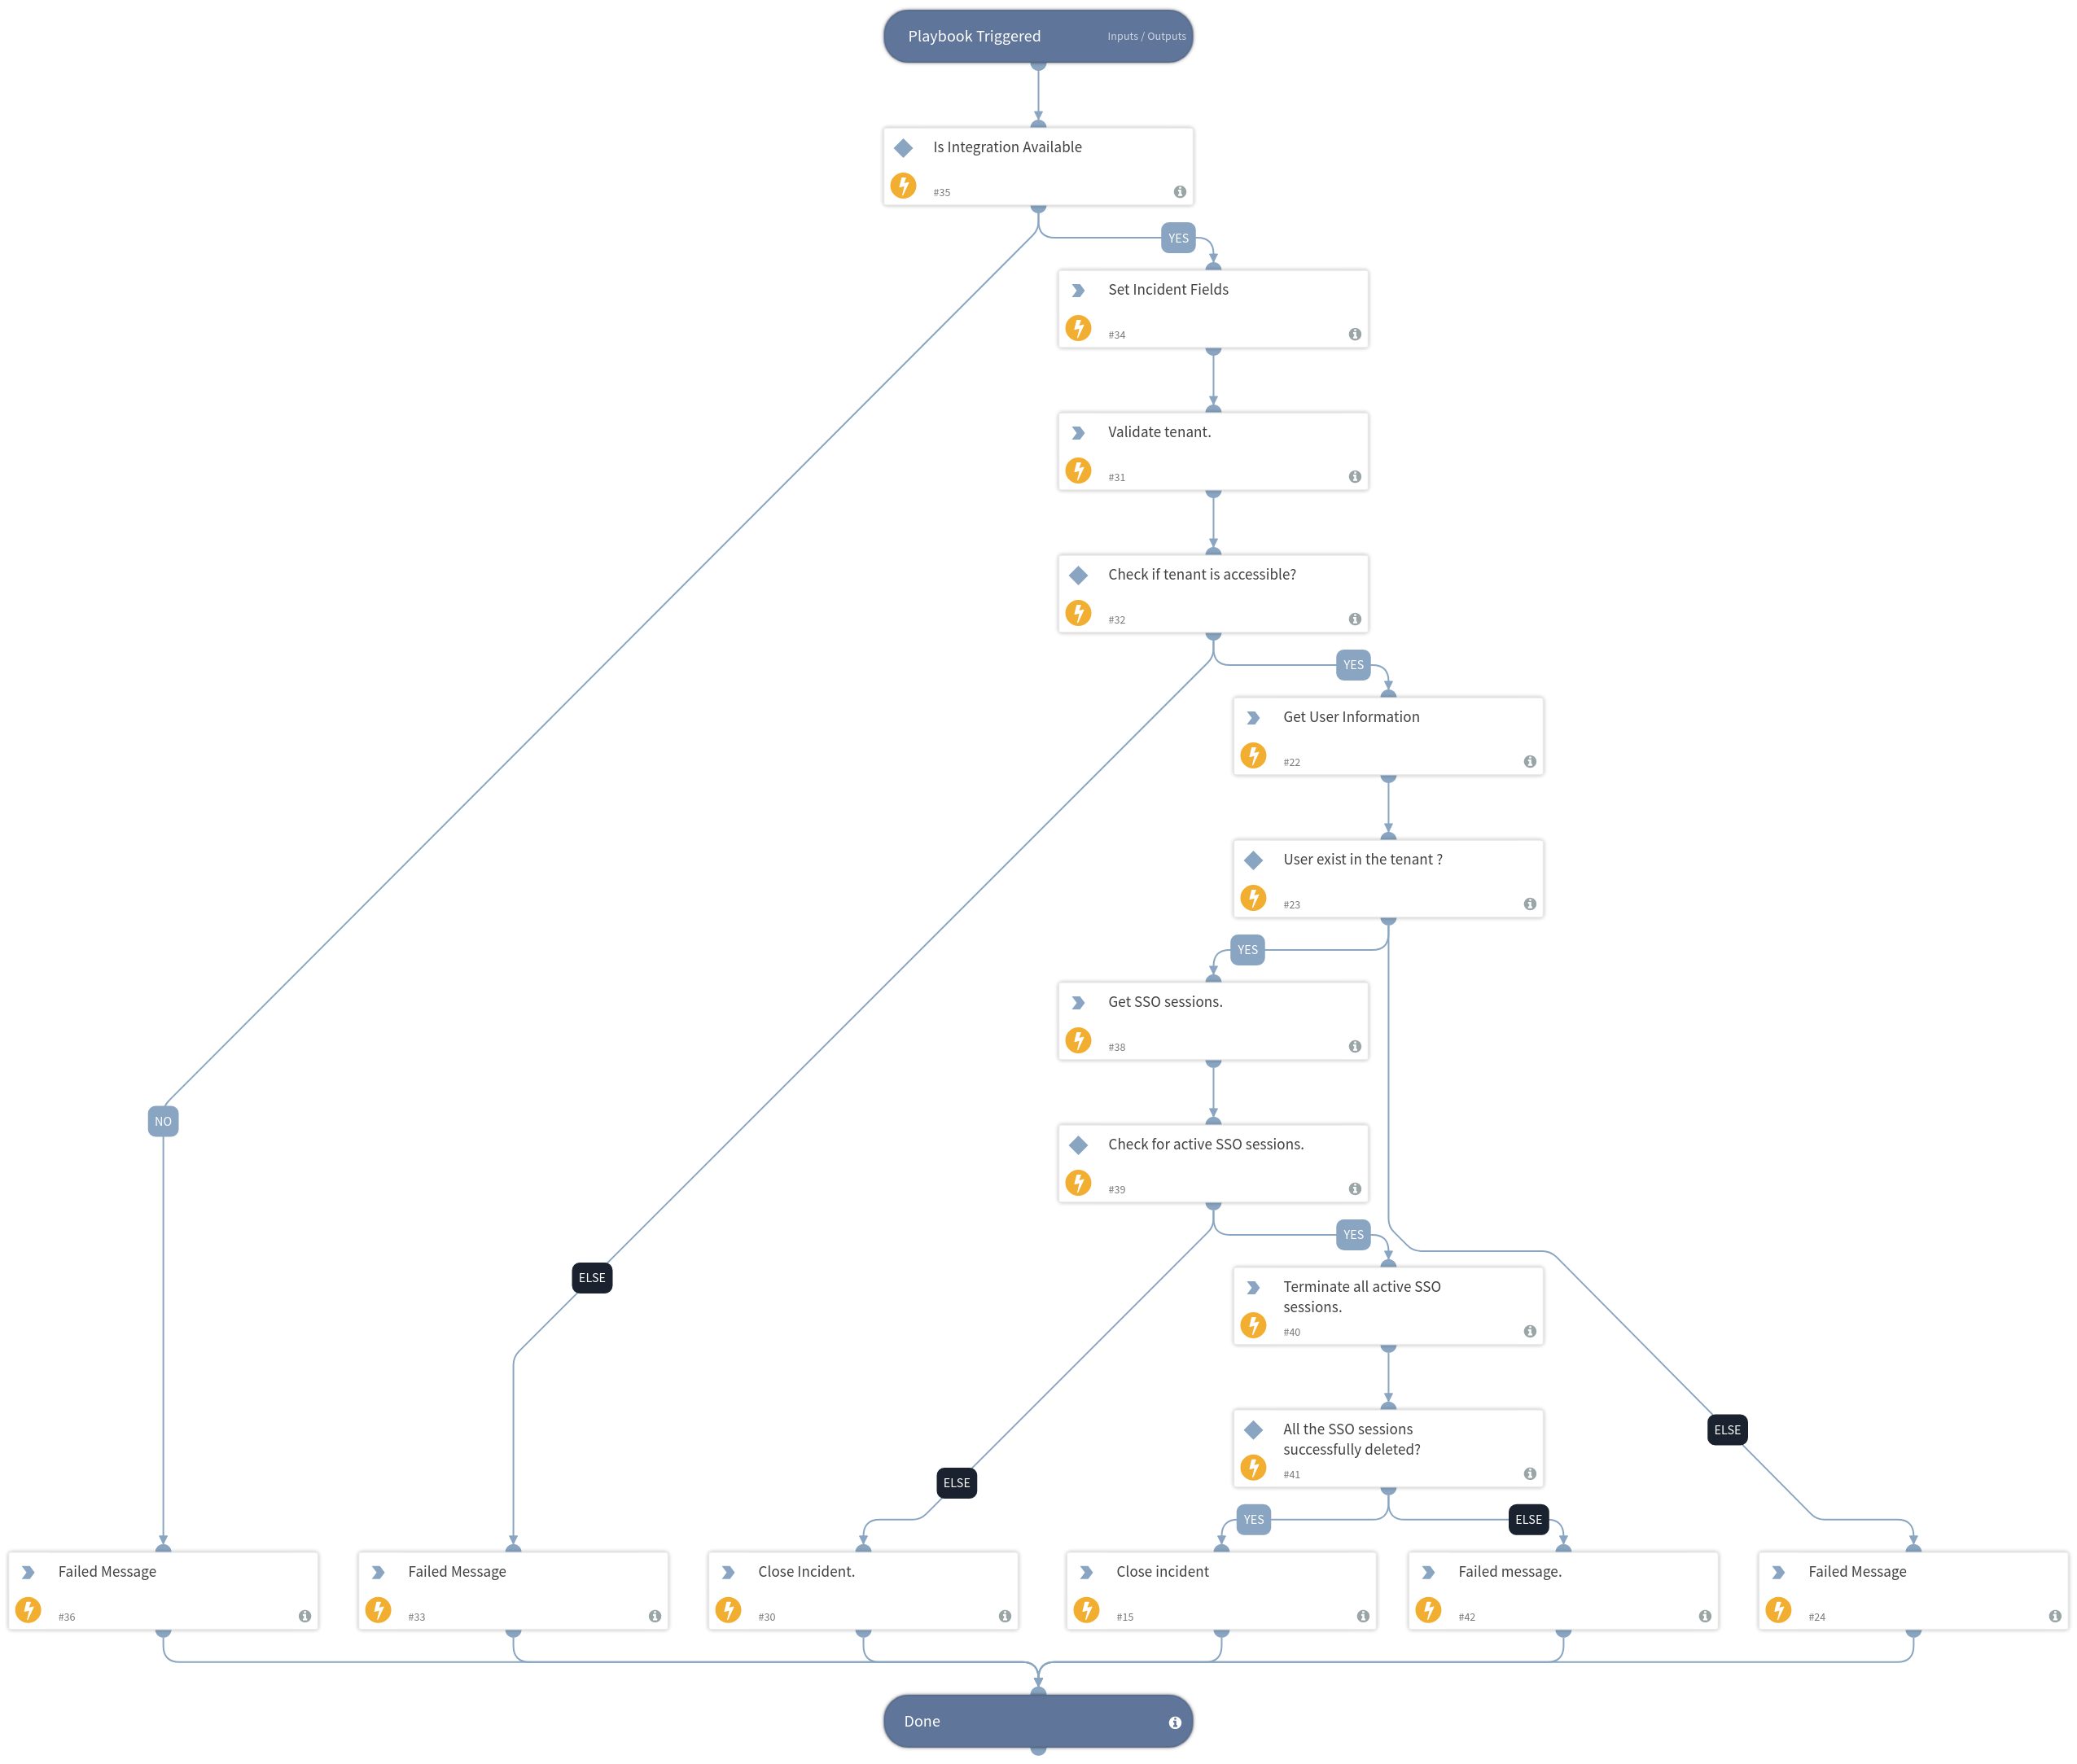 Playbook Triggered
Inputs / Outputs
Is Integration Available
#35
YES
Set Incident Fields
#34
Validate tenant.
#31
Check if tenant is accessible?
#32
YES
Get User Information
#22
User exist in the tenant ?
#23
YES
Get SSO sessions.
#38
NO
Check for active SSO sessions.
#39
YES
ELSE
Terminate all active SSO
sessions.
#40
ELSE
All the SSO sessions
successfully deleted?
#41
ELSE
YES
ELSE
Failed Message
#36
Failed Message
#33
Close Incident.
#30
Close incident
#15
Failed message.
#42
Failed Message
#24
Done